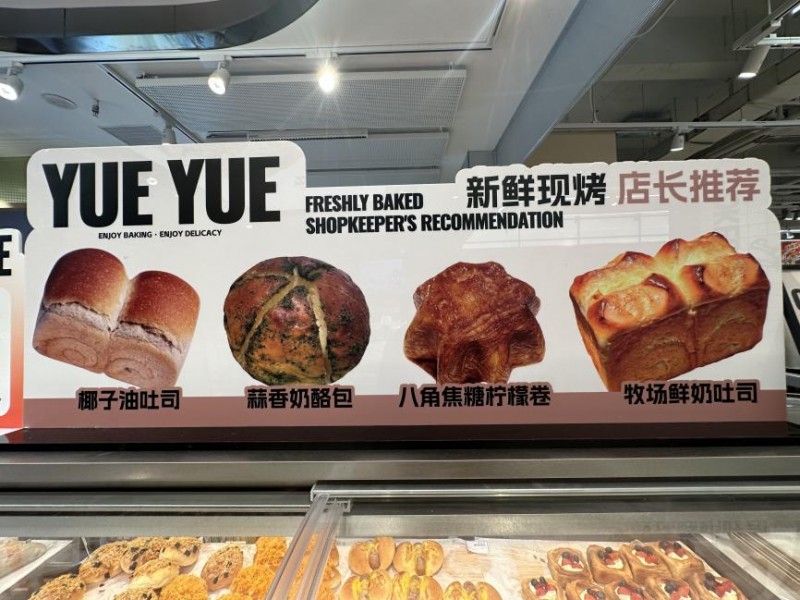 YUE YUE
ENJOY BAKING · ENJOY DELICACY
FRESHLY BAKED
SHOPKEEPER'S RECOMMENDATION
新鲜现烤 店长推荐
椰子油吐司
蒜香奶酪包
八角焦糖柠檬卷
牧场鲜奶吐司
E